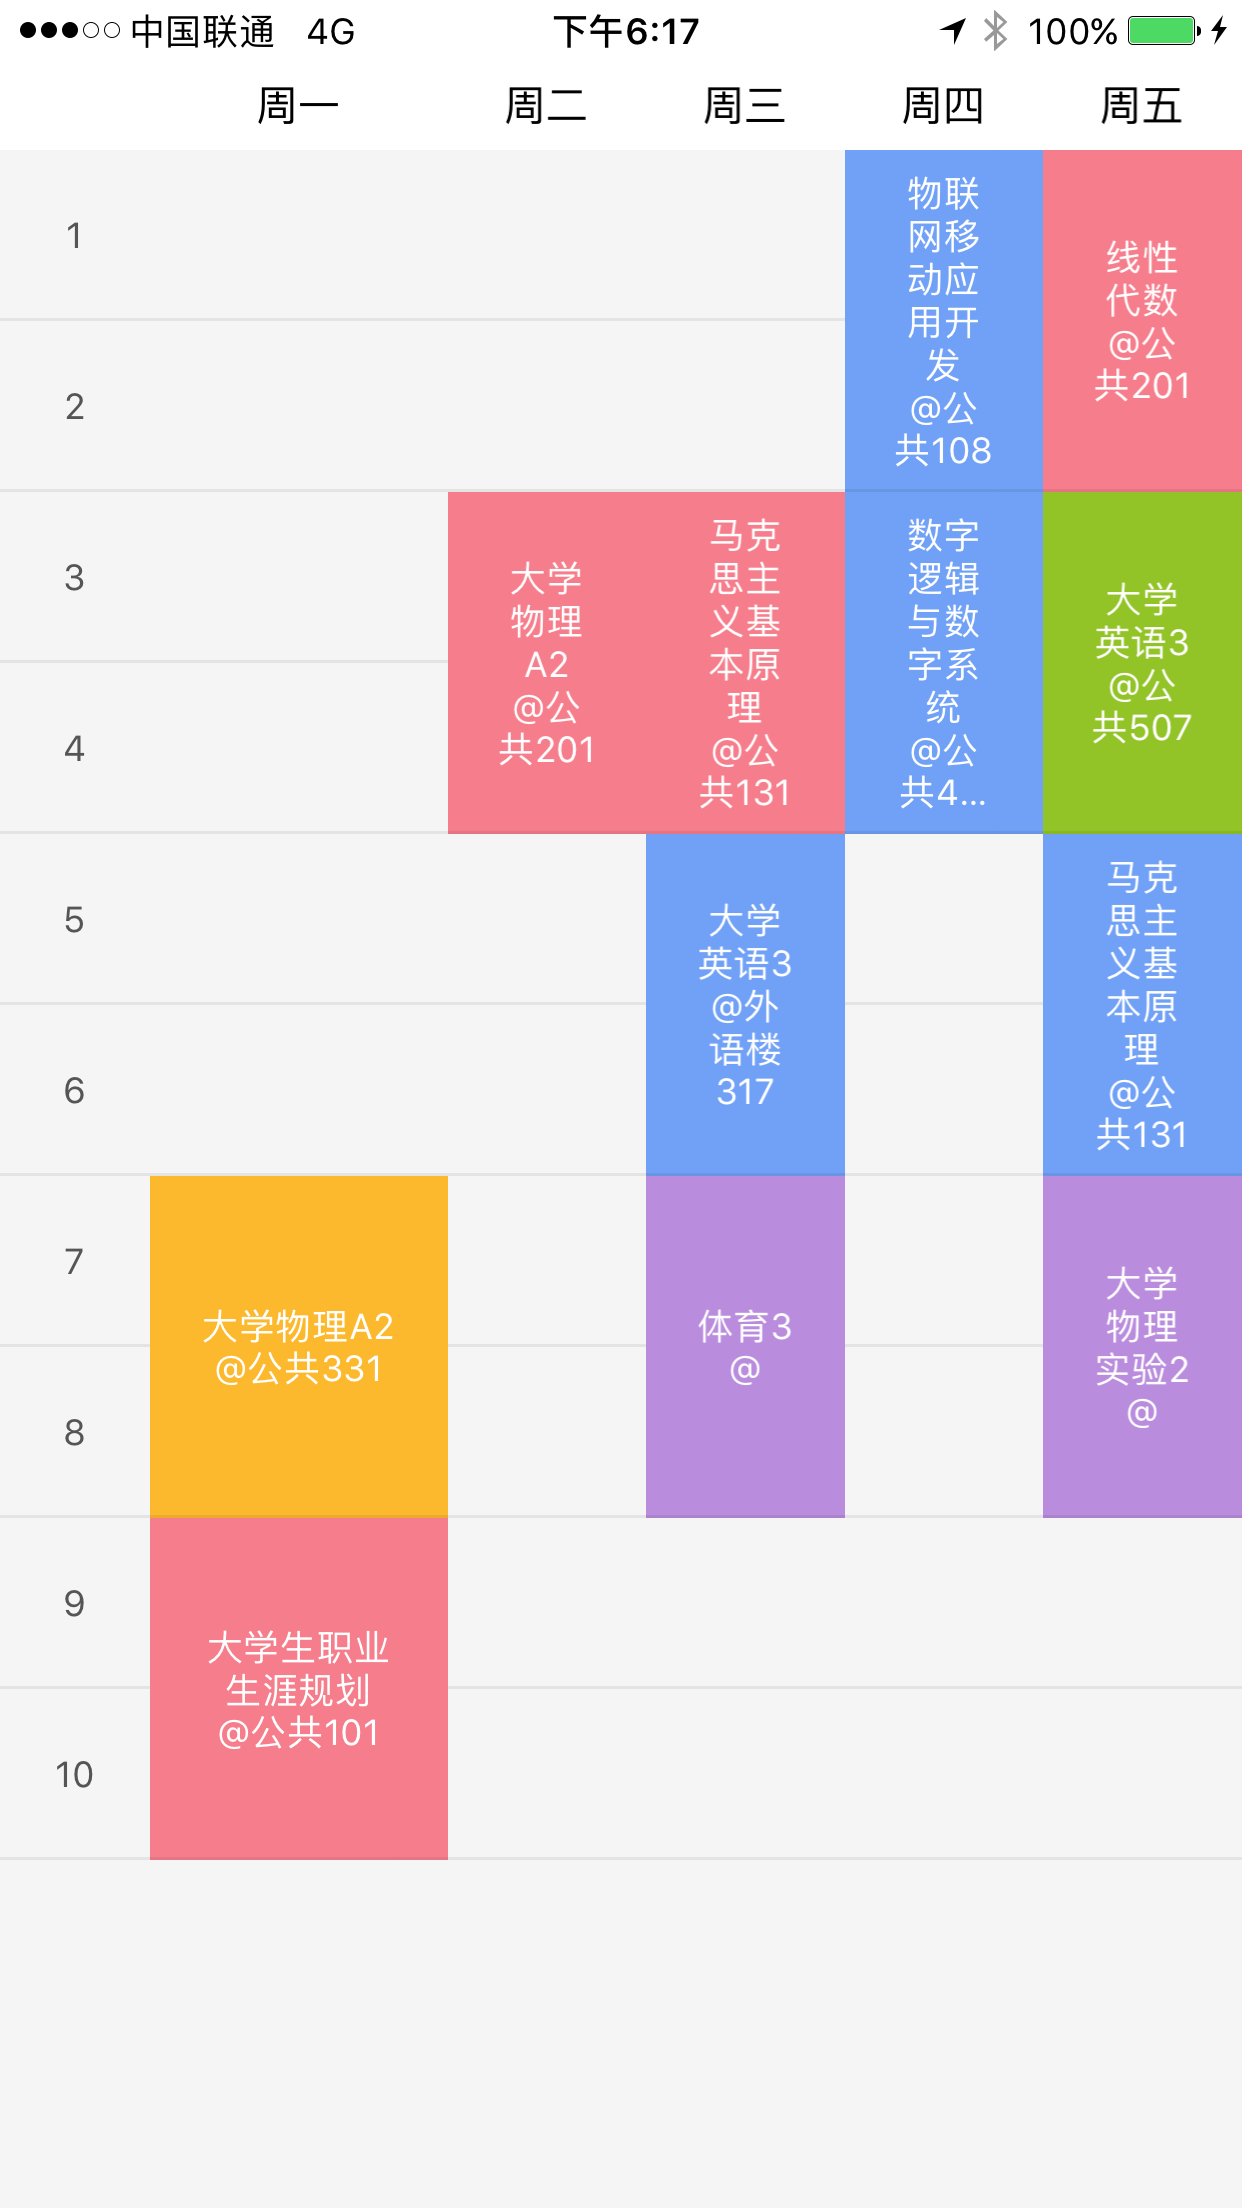 中国联通 4G 下午6:17 100%
周一 周二 周三 周四 周五
1
2
3
4
5
6
7
8
9
10
大学物理A2
@公共331
大学生职业
生涯规划
@公共101
大学
物理
A2
@公
共201
马克
思主
义基
本原
理
@公
共131
大学
英语3
@外
语楼
317
体育3
@
物联
网移
动应
用开
发
@公
共108
数字
逻辑
与数
字系
统
@公
共4...
线性
代数
@公
共201
大学
英语3
@公
共507
马克
思主
义基
本原
理
@公
共131
大学
物理
实验2
@